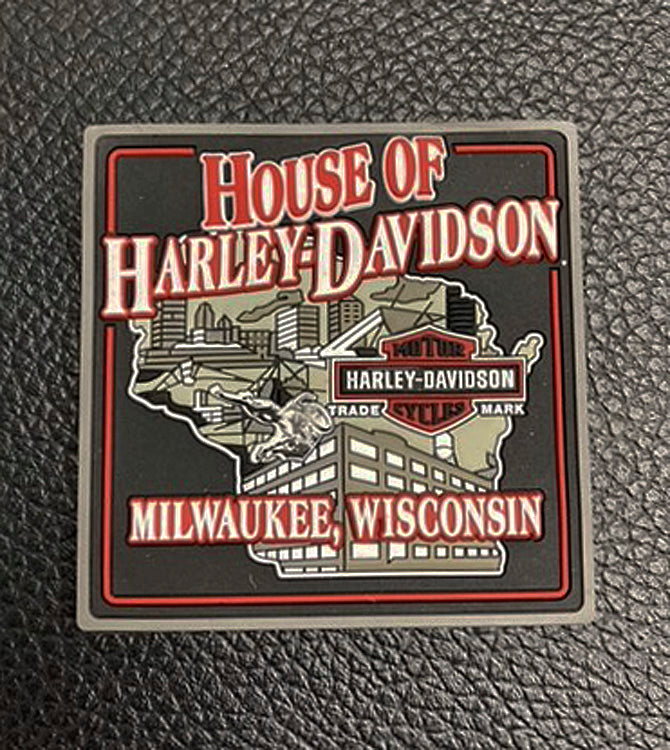 HOUSE OF
HARLEY-DAVIDSON
MOTOR
HARLEY-DAVIDSON
TRADE CYCLES MARK
MILWAUKEE, WISCONSIN